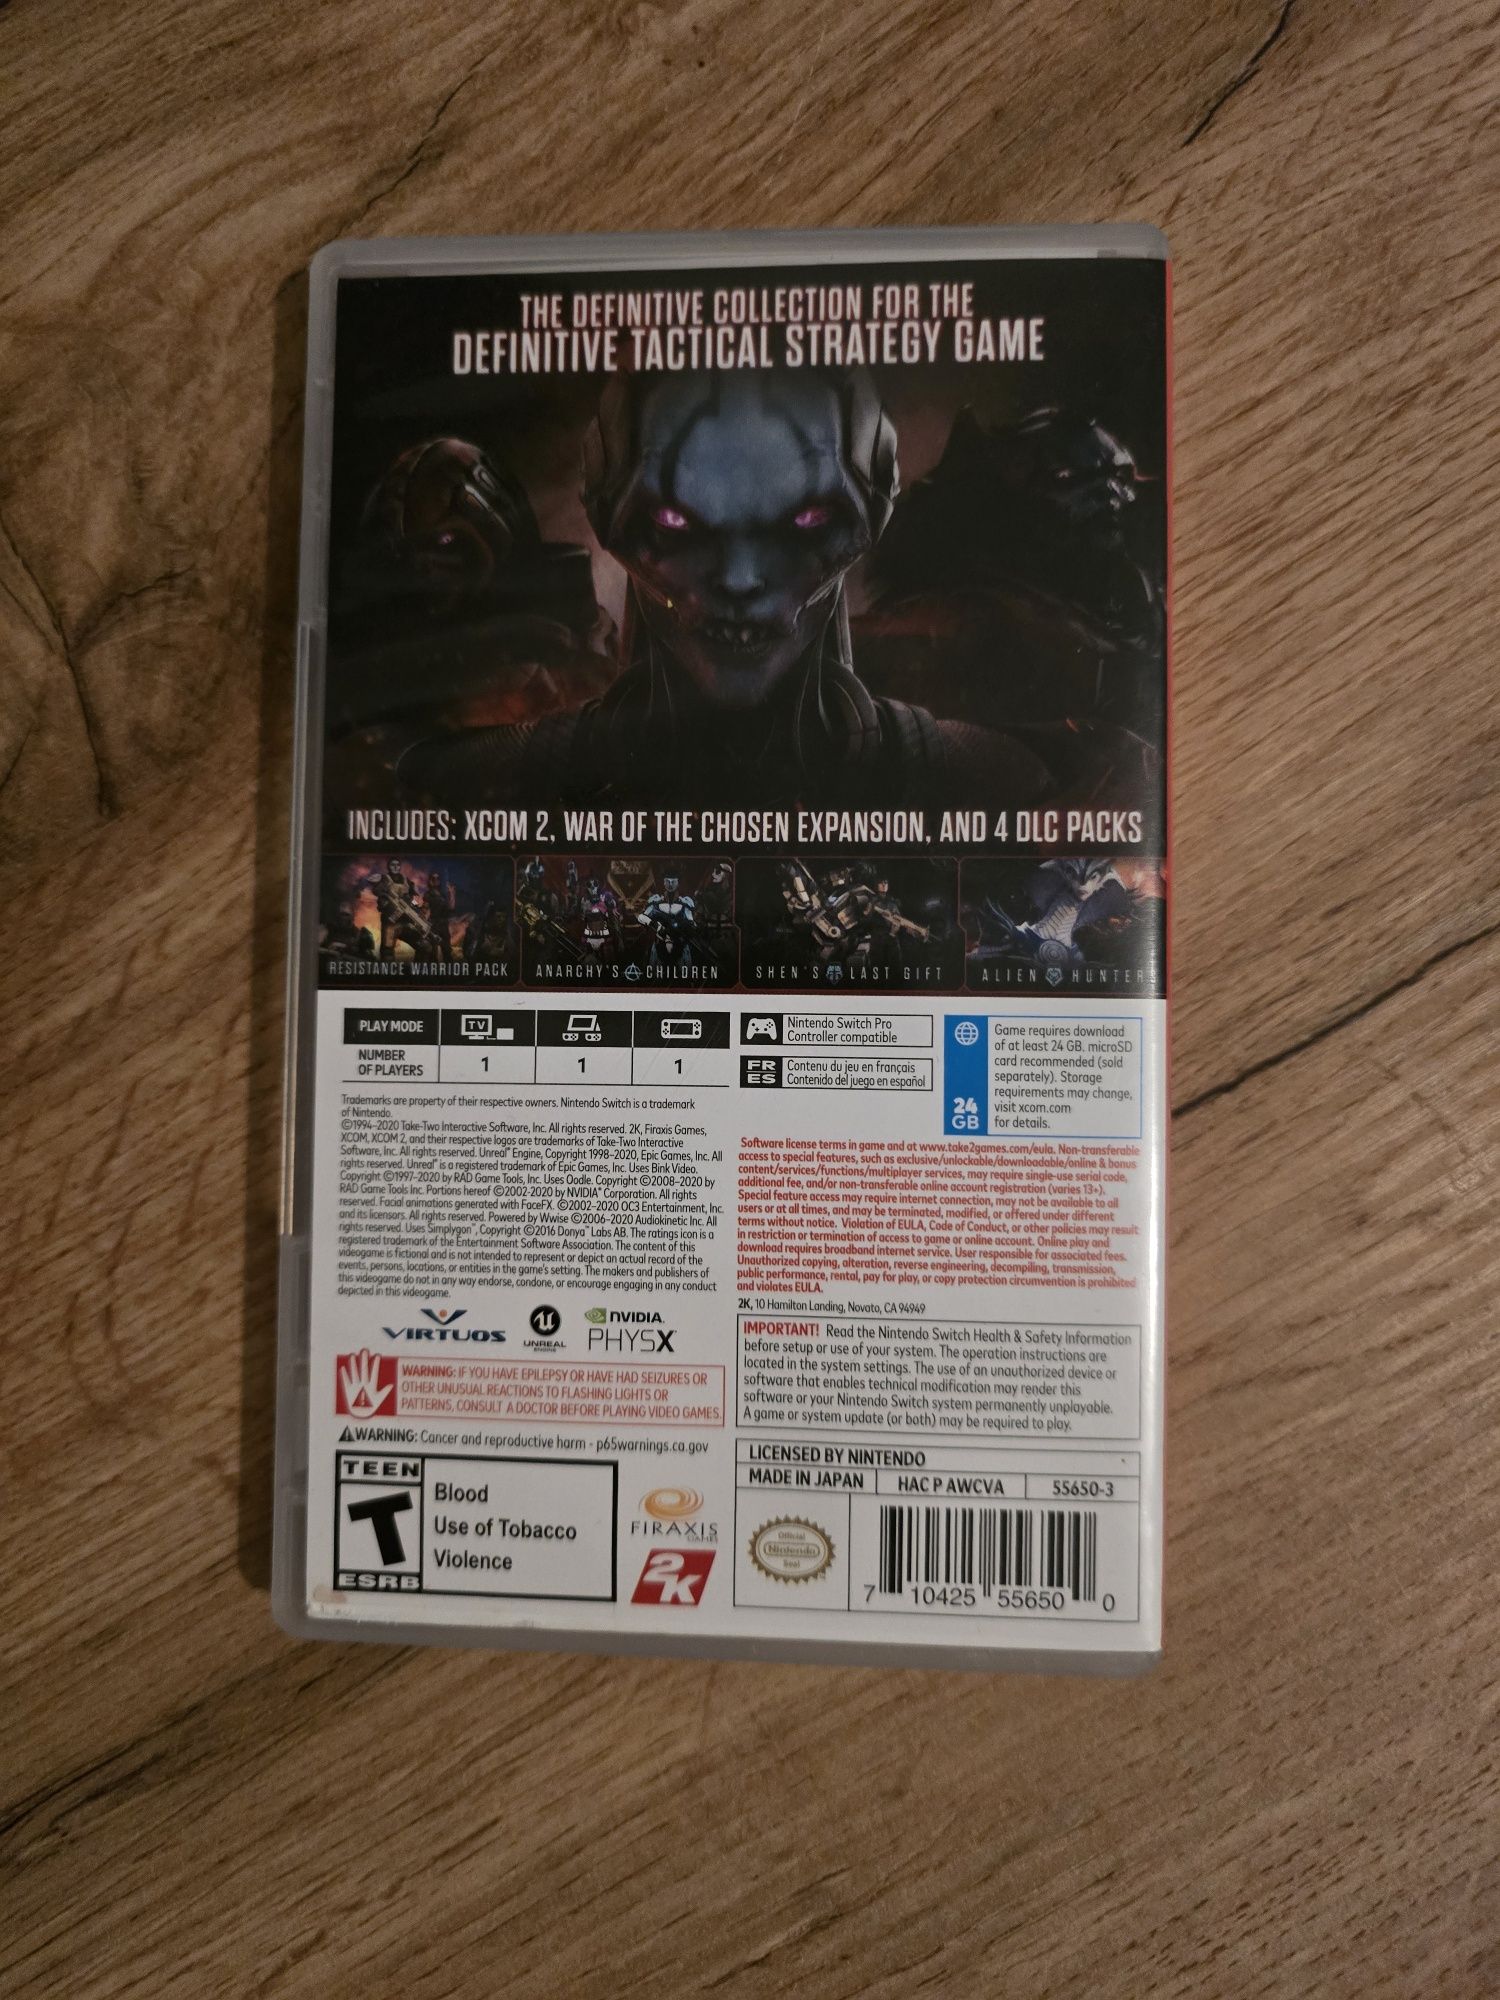 THE DEFINITIVE COLLECTION FOR THE
DEFINITIVE TACTICAL STRATEGY GAME
INCLUDES: XCOM 2, WAR OF THE CHOSEN EXPANSION, AND 4 DLC PACKS
RESISTANCE WARRIOR PACK
ANARCHY'S CHILDREN
SHEN'S LAST GIFT
ALIEN HUNTER
PLAY MODE
TV
NUMBER
OF PLAYERS
1
1
1
Nintendo Switch Pro
Controller compatible
FR
ES
Contenu du jeu en français
Contenido del juego en español
24
GB
Game requires download
of at least 24 GB. microSD
card recommended (sold
separately). Storage
requirements may change,
visit xcom.com
for details.
Trademarks are property of their respective owners. Nintendo Switch is a trademark
of Nintendo.
©1994-2020 Take-Two Interactive Software, Inc. All rights reserved. 2K, Firaxis Games,
XCOM, XCOM 2, and their respective logos are trademarks of Take-Two Interactive
Software, Inc. All rights reserved. Unreal® Engine, Copyright 1998-2020, Epic Games, Inc. All
rights reserved. Unreal® is a registered trademark of Epic Games, Inc. Uses Bink Video.
Copyright ©1997-2020 by RAD Game Tools, Inc. Uses Oodle. Copyright ©2008-2020 by
RAD Game Tools Inc. Portions hereof ©2002-2020 by NVIDIA® Corporation. All rights
reserved. Facial animations generated with FaceFX. ©2002-2020 OC3 Entertainment, Inc.
and its licensors. All rights reserved. Powered by Wwise ©2006-2020 Audiokinetic Inc. All
rights reserved. Uses Simplygon™, Copyright ©2016 Donya™ Labs AB. The ratings icon is a
registered trademark of the Entertainment Software Association. The content of this
videogame is fictional and is not intended to represent or depict an actual record of the
events, persons, locations, or entities in the game's setting. The makers and publishers of
this videogame do not in any way endorse, condone, or encourage engaging in any conduct
depicted in this videogame.
Software license terms in game and at www.take2games.com/eula. Non-transferable
access to special features, such as exclusive/unlockable/downloadable/online & bonus
content/services/functions/multiplayer services, may require single-use serial code,
additional fee, and/or non-transferable online account registration (varies 13+).
Special feature access may require internet connection, may not be available to all
users or at all times, and may be terminated, modified, or offered under different
terms without notice. Violation of EULA, Code of Conduct, or other policies may result
in restriction or termination of access to game or online account. Online play and
download requires broadband internet service. User responsible for associated fees.
Unauthorized copying, alteration, reverse engineering, decompiling, transmission,
public performance, rental, pay for play, or copy protection circumvention is prohibited
and violates EULA.
2K, 10 Hamilton Landing, Novato, CA 94949
VIRTUOS
UNREAL
ENGINE
NVIDIA.
PHYSX
WARNING: IF YOU HAVE EPILEPSY OR HAVE HAD SEIZURES OR
OTHER UNUSUAL REACTIONS TO FLASHING LIGHTS OR
PATTERNS, CONSULT A DOCTOR BEFORE PLAYING VIDEO GAMES.
WARNING: Cancer and reproductive harm - p65warnings.ca.gov
IMPORTANT! Read the Nintendo Switch Health & Safety Information
before setup or use of your system. The operation instructions are
located in the system settings. The use of an unauthorized device or
software that enables technical modification may render this
software or your Nintendo Switch system permanently unplayable.
A game or system update (or both) may be required to play.
TEEN
T
ESRB
Blood
Use of Tobacco
Violence
FIRAXIS
GAMES
2K
LICENSED BY NINTENDO
MADE IN JAPAN
HAC P AWCVA
55650-3
Official
Nintendo
Seal
7 10425 55650 0